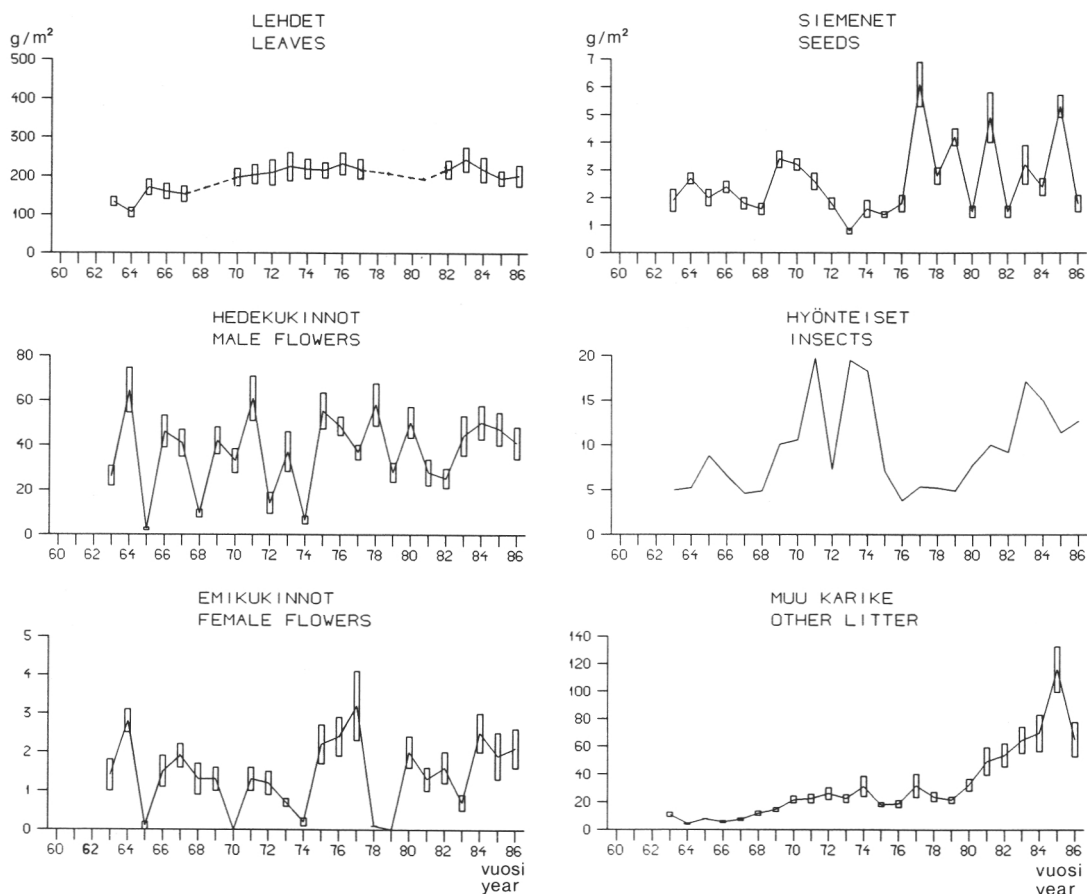 LEHDET
LEAVES
g/m²
500
400
300
200
100
0
60 62 64 66 68 70 72 74 76 78 80 82 84 86
SIEMENET
SEEDS
g/m²
7
6
5
4
3
2
1
0
60 62 64 66 68 70 72 74 76 78 80 82 84 86
HEDEKUKINNOT
MALE FLOWERS
80
60
40
20
0
60 62 64 66 68 70 72 74 76 78 80 82 84 86
HYÖNTEISET
INSECTS
20
15
10
5
0
60 62 64 66 68 70 72 74 76 78 80 82 84 86
EMIKUKINNOT
FEMALE FLOWERS
5
4
3
2
1
0
60 62 64 66 68 70 72 74 76 78 80 82 84 86
vuosi
year
MUU KARIKE
OTHER LITTER
140
120
100
80
60
40
20
0
60 62 64 66 68 70 72 74 76 78 80 82 84 86
vuosi
year